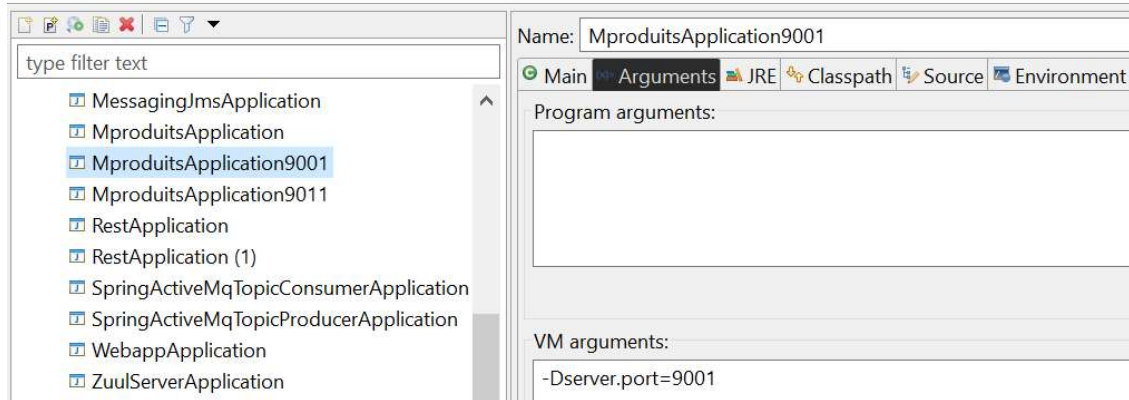 type filter text
MessagingJmsApplication
MproduitsApplication
MproduitsApplication9001
MproduitsApplication9011
RestApplication
RestApplication (1)
SpringActiveMqTopicConsumerApplication
SpringActiveMqTopicProducerApplication
WebappApplication
ZuulServerApplication
Name: MproduitsApplication9001
Main Arguments JRE Classpath Source Environment
Program arguments:
VM arguments:
-Dserver.port=9001